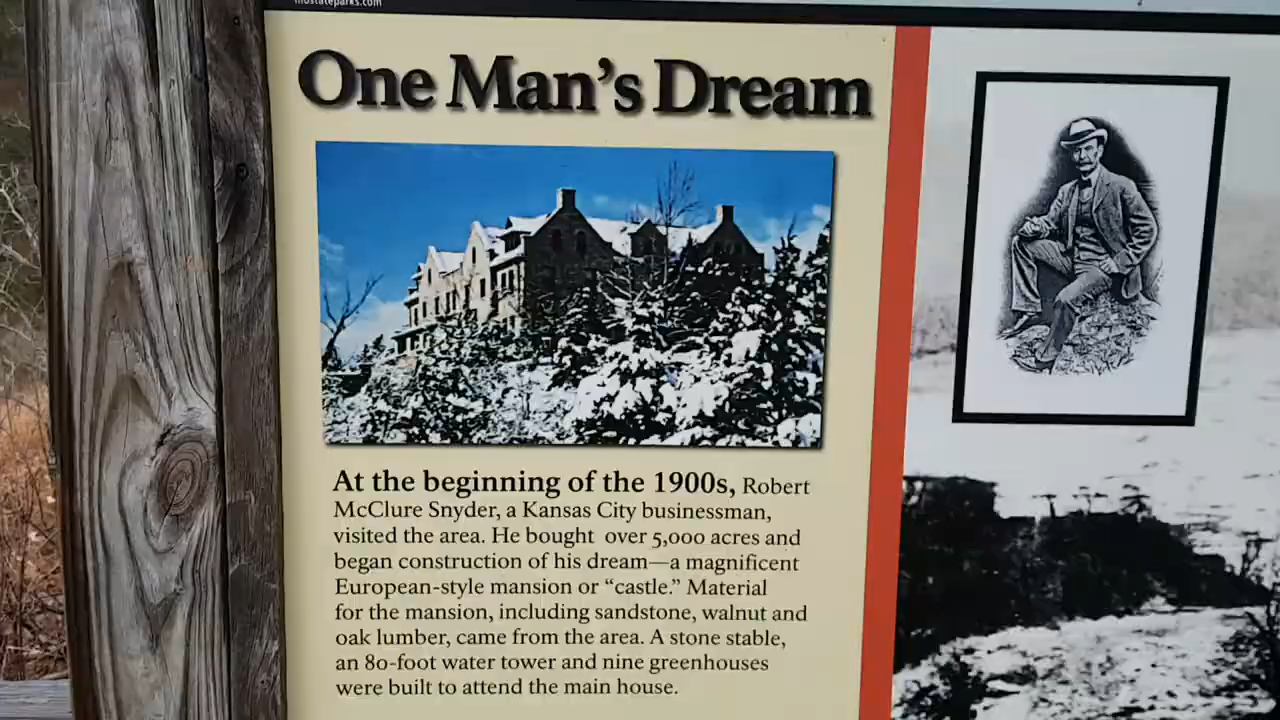 mostateparks.com
One Man's Dream
At the beginning of the 1900s, Robert
McClure Snyder, a Kansas City businessman,
visited the area. He bought over 5,000 acres and
began construction of his dream—a magnificent
European-style mansion or “castle.” Material
for the mansion, including sandstone, walnut and
oak lumber, came from the area. A stone stable,
an 80-foot water tower and nine greenhouses
were built to attend the main house.